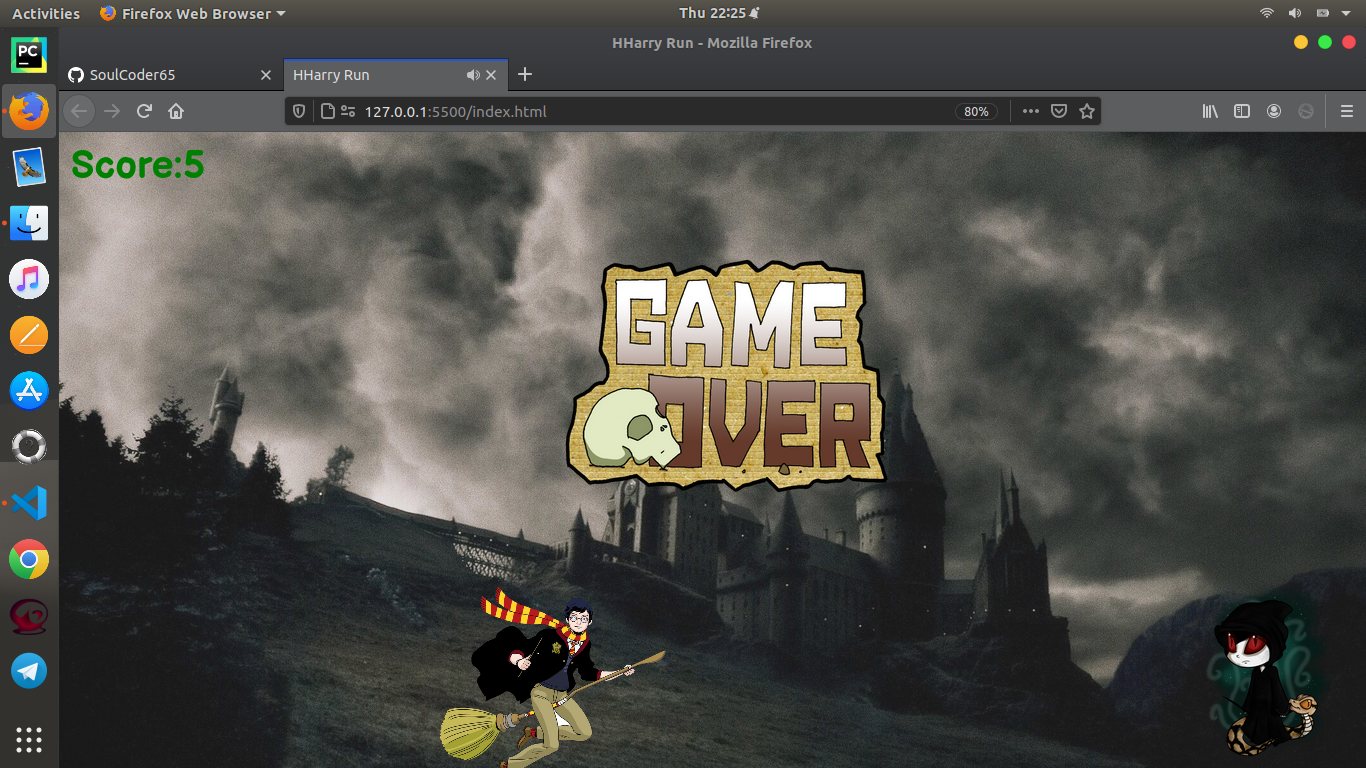 Activities Firefox Web Browser Thu 22:25
HHarry Run - Mozilla Firefox
SoulCoder65 HHarry Run
127.0.0.1:5500/index.html 80%
PC
Score:5
GAME
OVER